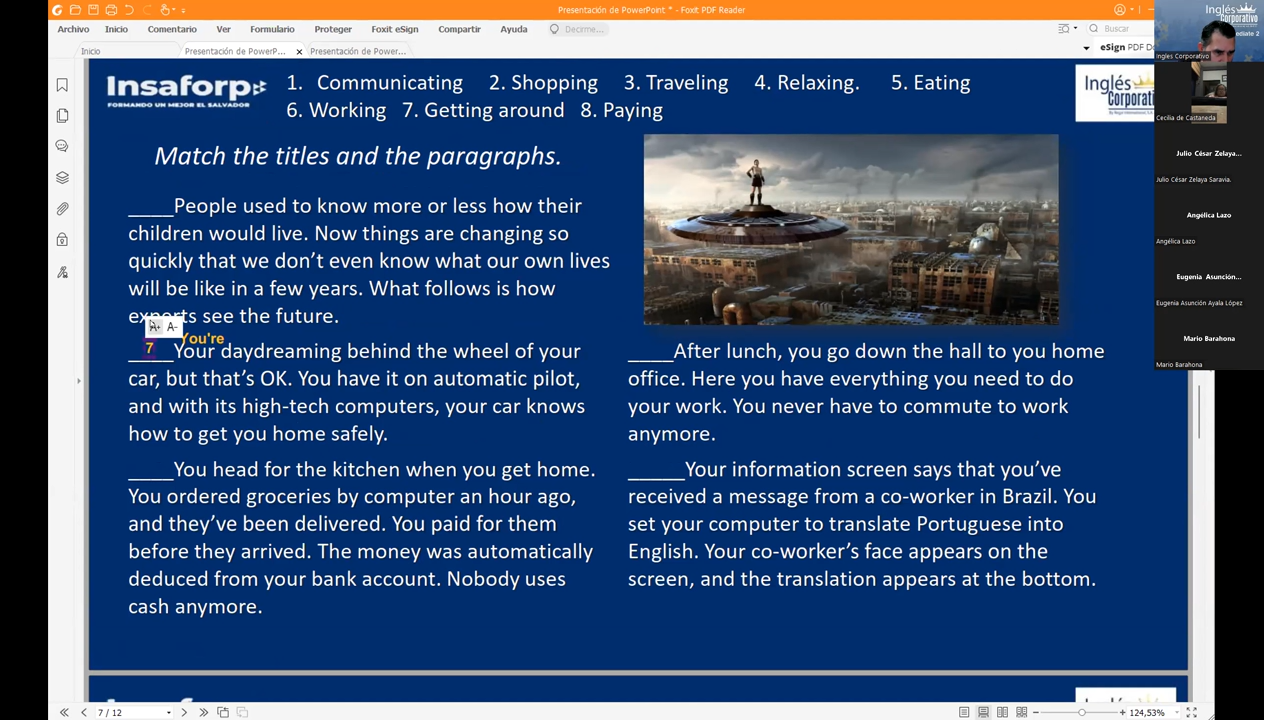 Presentación de PowerPoint * - Foxit PDF Reader
Archivo Inicio Comentario Ver Formulario Proteger Foxit eSign Compartir Ayuda Decirme... Buscar
Inicio Presentación de PowerP... × Presentación de PowerP... eSign
Insaforp
FORMANDO UN MEJOR EL SALVADOR
1. Communicating 2. Shopping 3. Traveling 4. Relaxing. 5. Eating
6. Working 7. Getting around 8. Paying
Inglés
Match the titles and the paragraphs.
____People used to know more or less how their
children would live. Now things are changing so
quickly that we don't even know what our own lives
will be like in a few years. What follows is how
experts see the future.
A+ A-
You're
7
____Your daydreaming behind the wheel of your
car, but that's OK. You have it on automatic pilot,
and with its high-tech computers, your car knows
how to get you home safely.
____You head for the kitchen when you get home.
You ordered groceries by computer an hour ago,
and they've been delivered. You paid for them
before they arrived. The money was automatically
deducted from your bank account. Nobody uses
cash anymore.
____After lunch, you go down the hall to you home
office. Here you have everything you need to do
your work. You never have to commute to work
anymore.
_____Your information screen says that you've
received a message from a co-worker in Brazil. You
set your computer to translate Portuguese into
English. Your co-worker's face appears on the
screen, and the translation appears at the bottom.
Inglés
Corporativo
Ingles Corporativo
Cecilia de Castaneda
Julio César Zelaya...
Julio César Zelaya Saravia.
Angélica Lazo
Angélica Lazo
Eugenia Asunción...
Eugenia Asunción Ayala López
Mario Barahona
Mario Barahona
7 / 12
124,53%